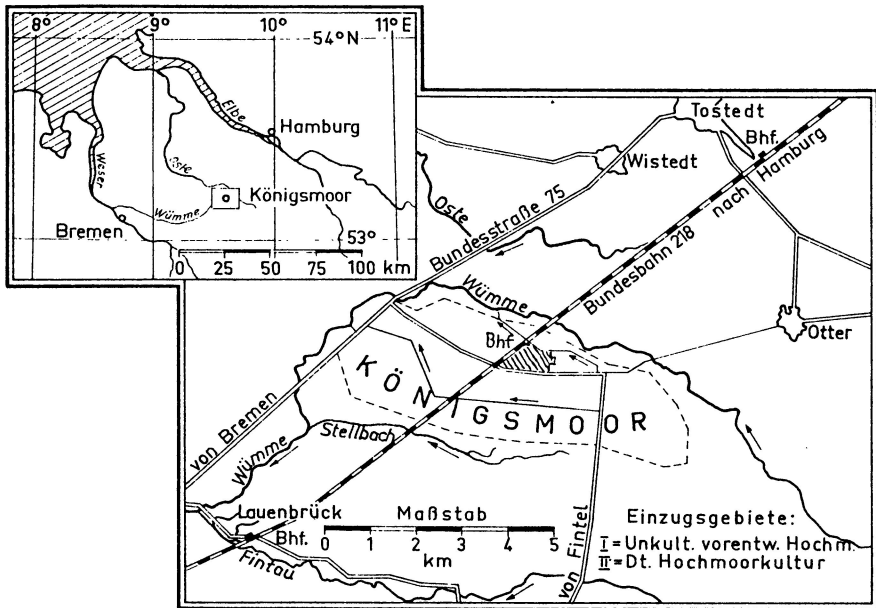 8° 9° 10° 11° E
54° N
Elbe
Hamburg
Weser
Oste
Königsmoor
Wümme
Bremen
53°
0 25 50 75 100 km
Tostedt
Bhf.
Wistedt
Oste
Bundesstraße 75
Bundesbahn 218 nach Hamburg
Wümme
Bhf
Otter
KÖNIGSMOOR
von Bremen
Wümme
Stellbach
Lauenbrück
Bhf.
Fintau
Maßstab
0 1 2 3 4 5
km
von Fintel
Einzugsgebiete:
I = Unkult. vorentw. Hochm.
II = Dt. Hochmoorkultur